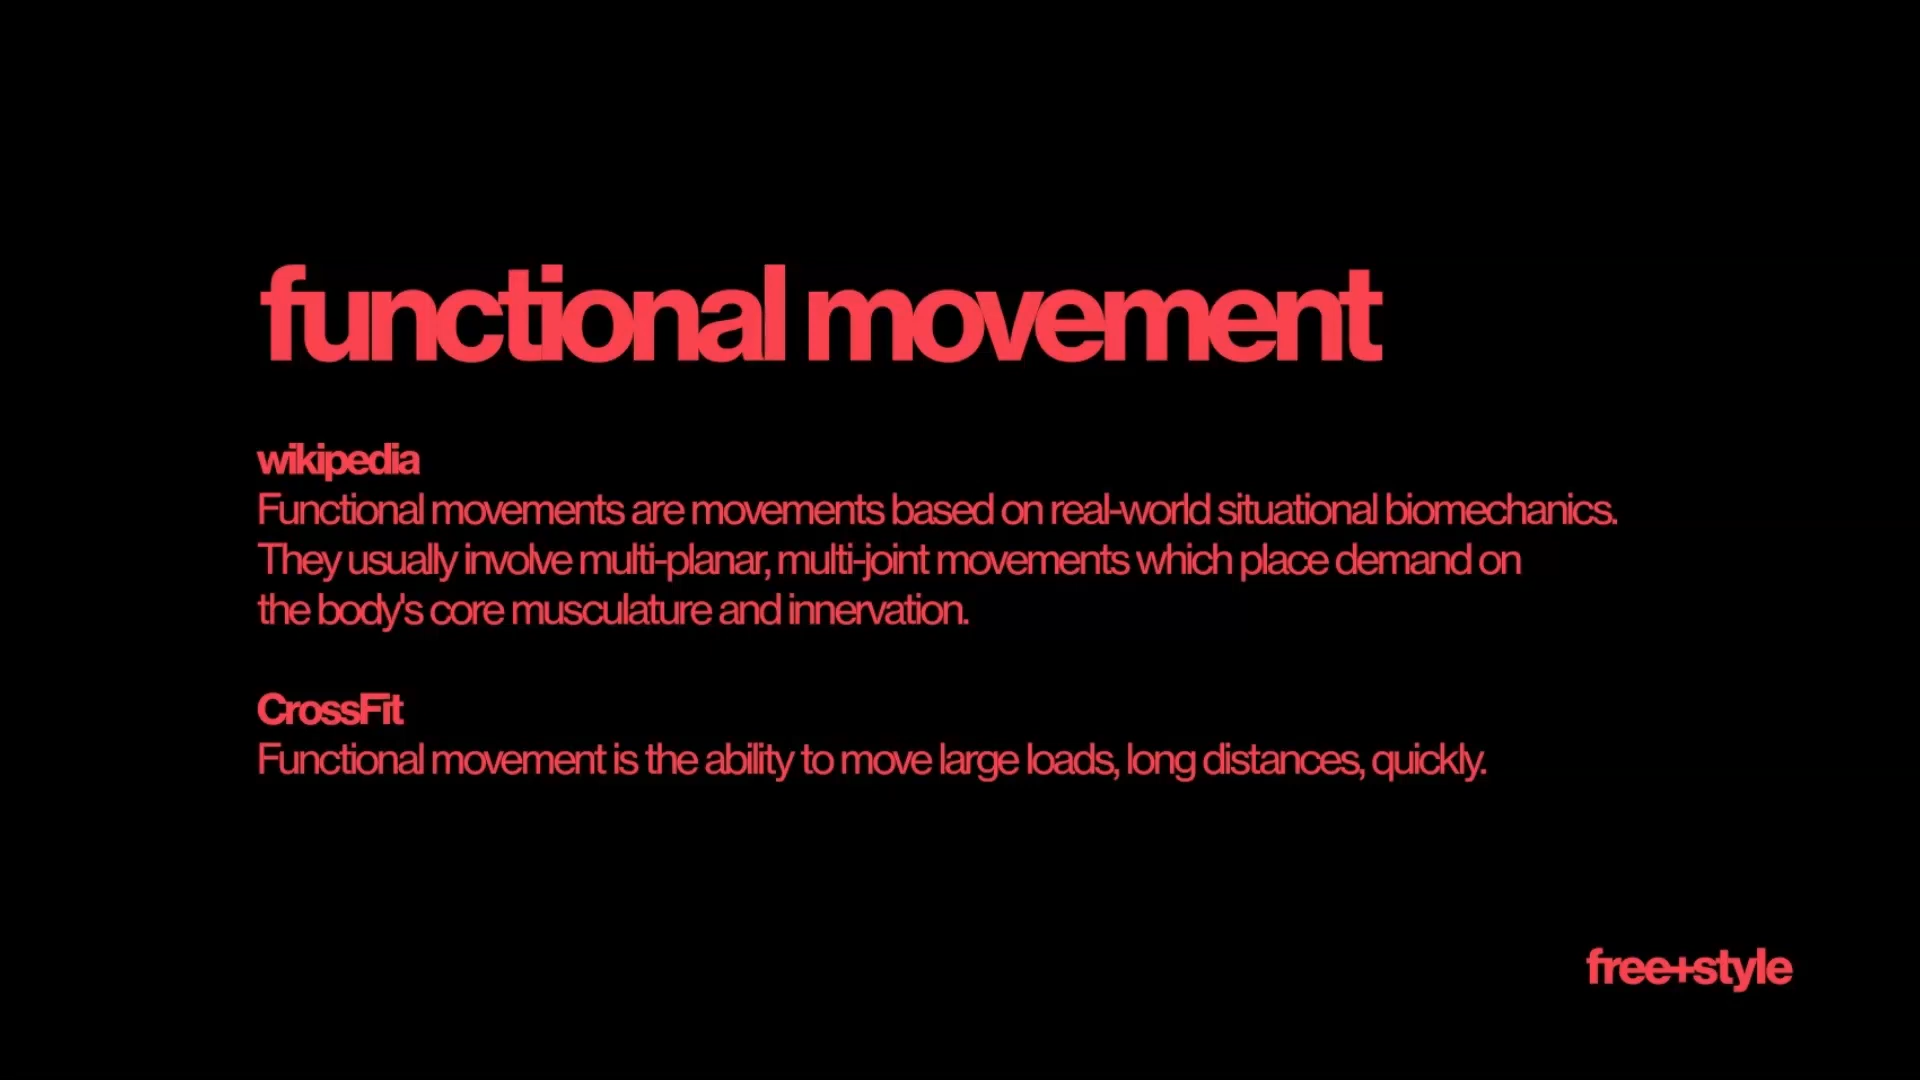 functional movement
wikipedia
Functional movements are movements based on real-world situational biomechanics.
They usually involve multi-planar, multi-joint movements which place demand on
the body's core musculature and innervation.
CrossFit
Functional movement is the ability to move large loads, long distances, quickly.
free+style